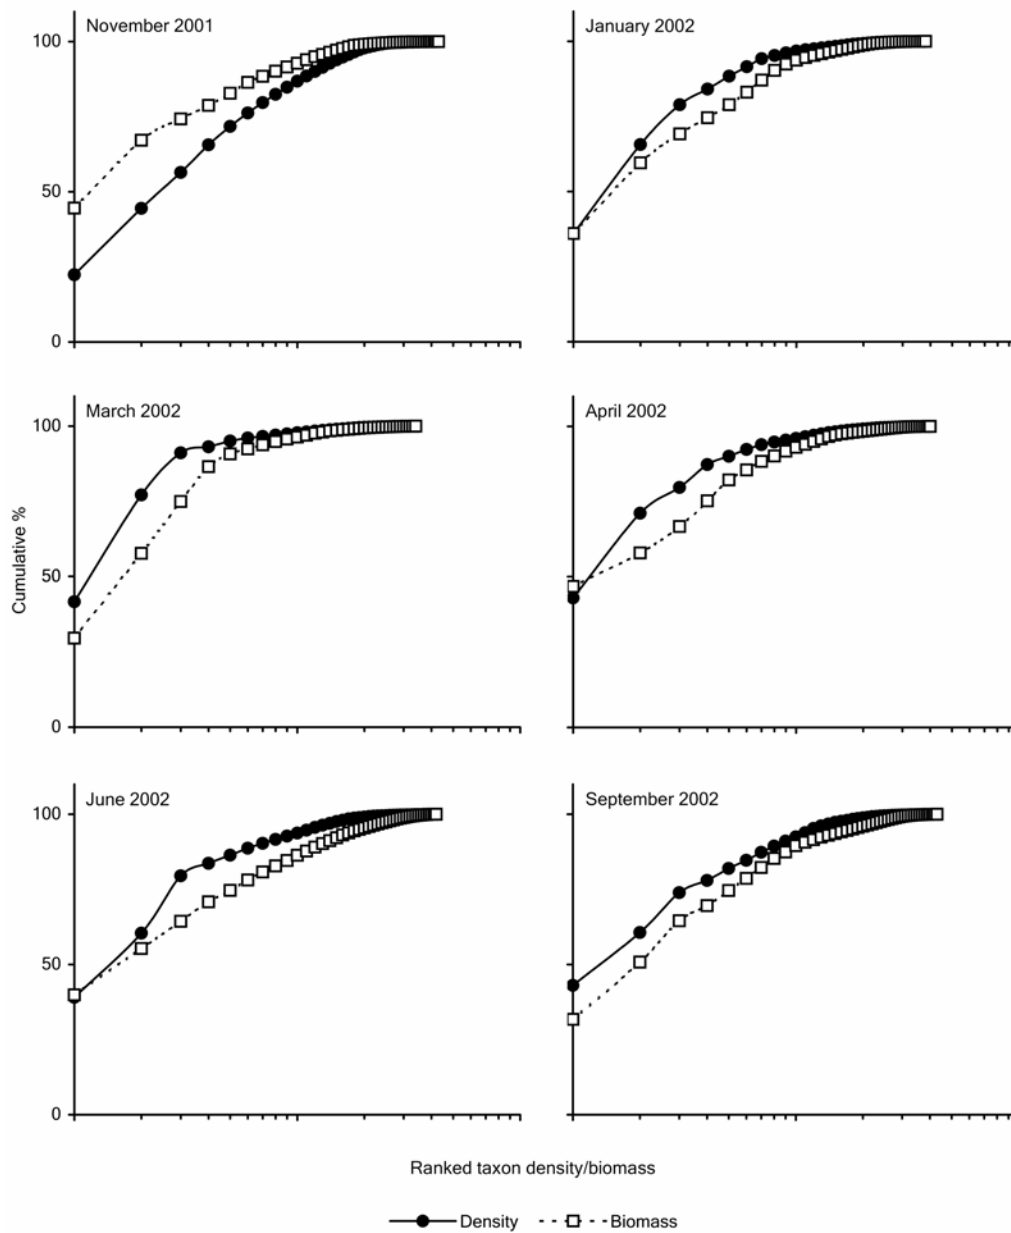 November 2001
January 2002
100
50
0
March 2002
April 2002
100
50
0
Cumulative %
June 2002
September 2002
100
50
0
Ranked taxon density/biomass
Density
Biomass